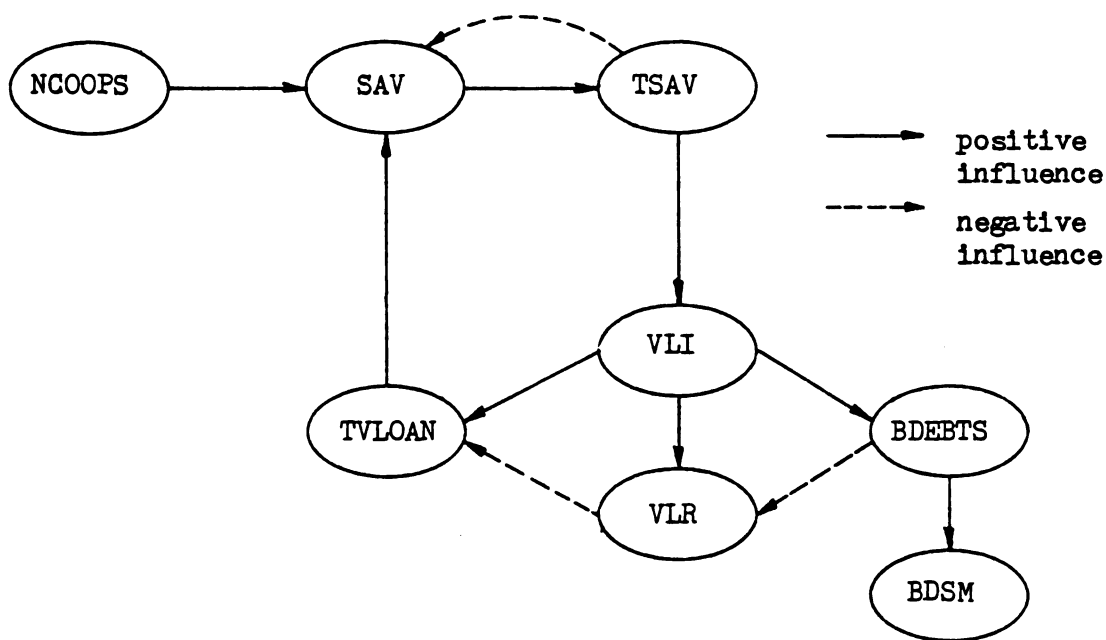 NCOOPS
SAV
TSAV
positive
influence
negative
influence
VLI
TVLOAN
BDEBTS
VLR
BDSM